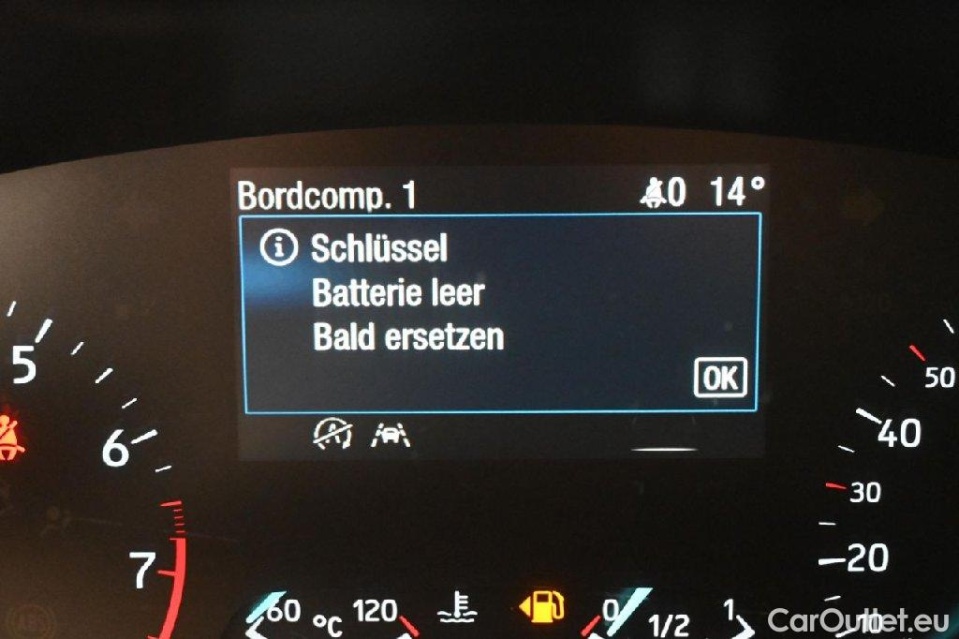 Bordcomp. 1 0 14°
Schlüssel
Batterie leer
Bald ersetzen
OK
5
6
7
50
40
30
20
10
60 °C 120
0 1/2 1
CarOutlet.eu